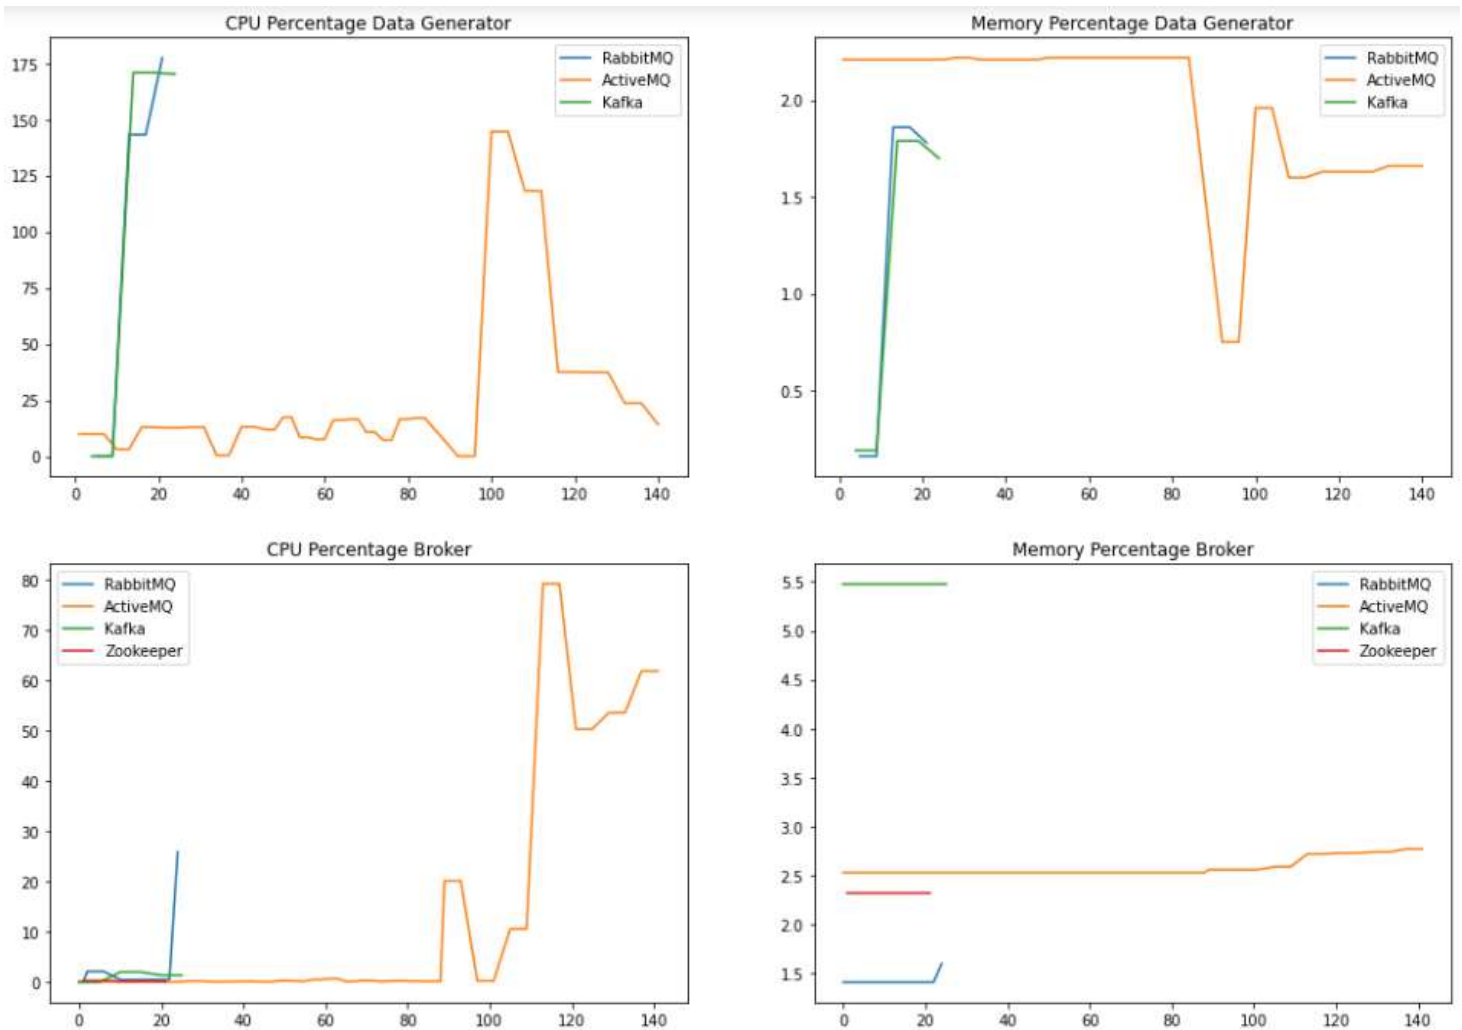 CPU Percentage Data Generator
RabbitMQ
ActiveMQ
Kafka
175
150
125
100
75
50
25
0
0 20 40 60 80 100 120 140
Memory Percentage Data Generator
RabbitMQ
ActiveMQ
Kafka
2.0
1.5
1.0
0.5
0 20 40 60 80 100 120 140
CPU Percentage Broker
RabbitMQ
ActiveMQ
Kafka
Zookeeper
80
70
60
50
40
30
20
10
0
0 20 40 60 80 100 120 140
Memory Percentage Broker
RabbitMQ
ActiveMQ
Kafka
Zookeeper
5.5
5.0
4.5
4.0
3.5
3.0
2.5
2.0
1.5
0 20 40 60 80 100 120 140